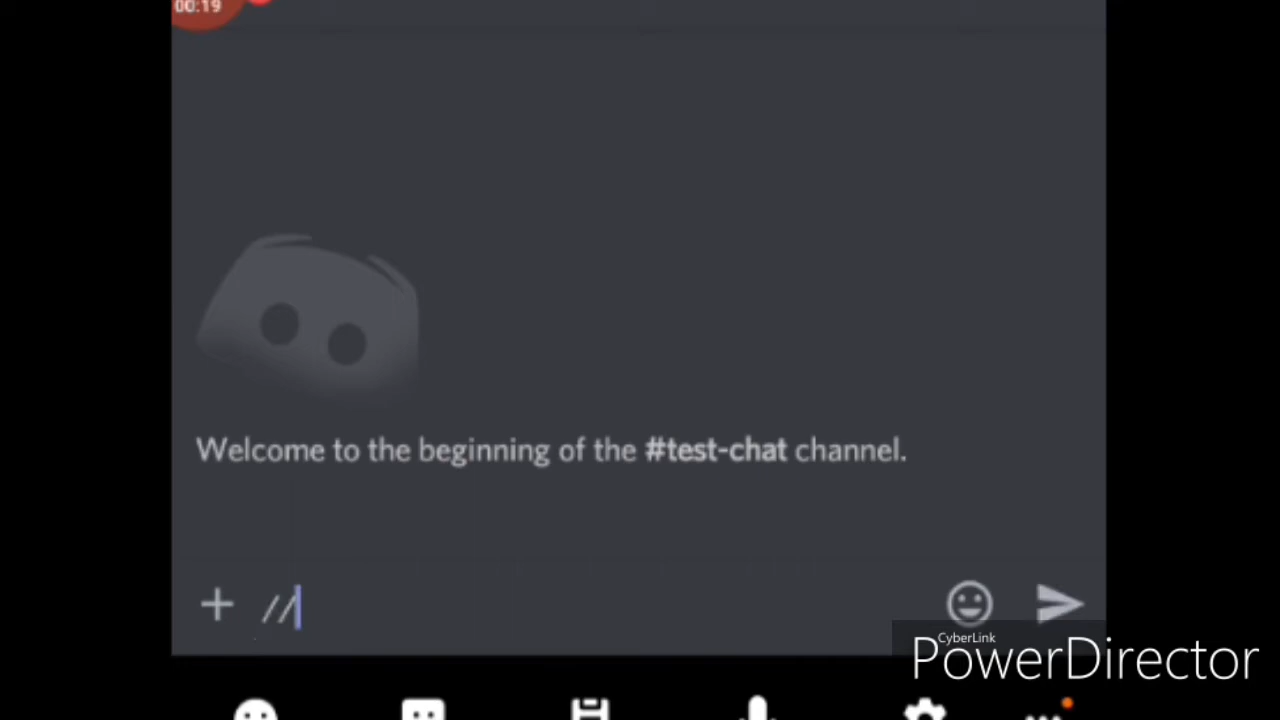 00:19
Welcome to the beginning of the #test-chat channel.
//
CyberLink
PowerDirector